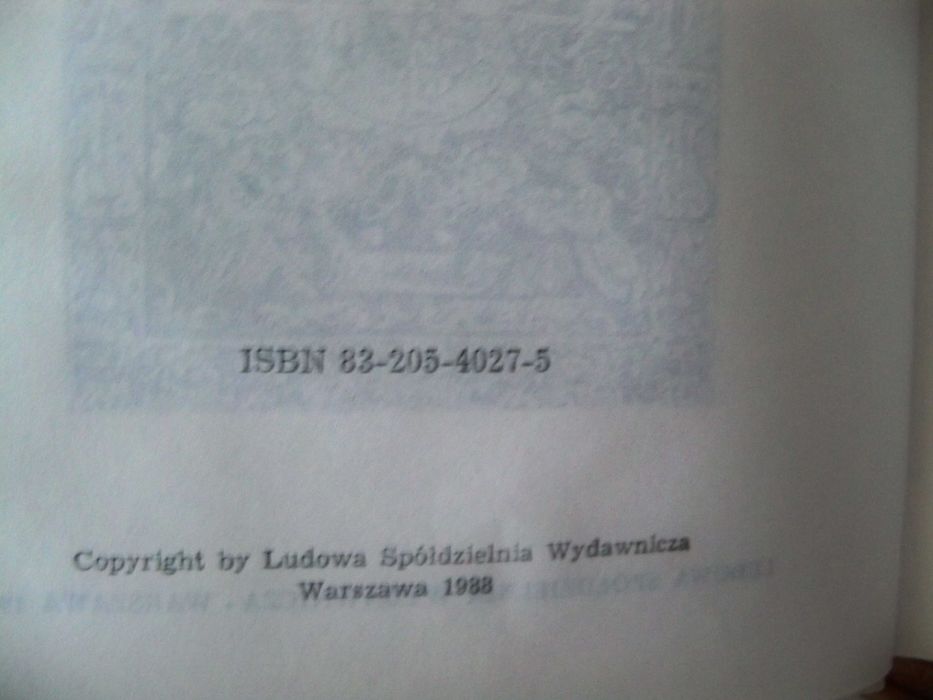 ISBN 83-205-4027-5
Copyright by Ludowa Spółdzielnia Wydawnicza
Warszawa 1988